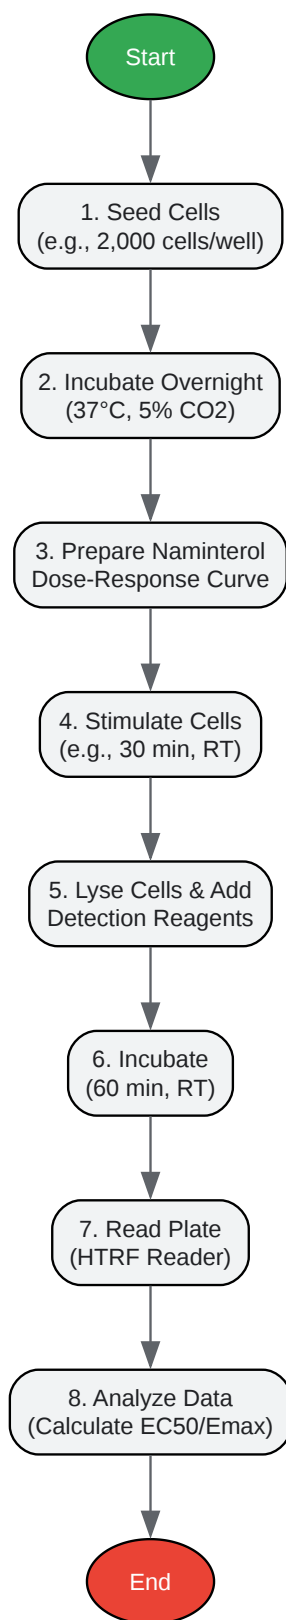 Start
1. Seed Cells
(e.g., 2,000 cells/well)
2. Incubate Overnight
(37°C, 5% CO2)
3. Prepare Naminterol
Dose-Response Curve
4. Stimulate Cells
(e.g., 30 min, RT)
5. Lyse Cells & Add
Detection Reagents
6. Incubate
(60 min, RT)
7. Read Plate
(HTRF Reader)
8. Analyze Data
(Calculate EC50/Emax)
End